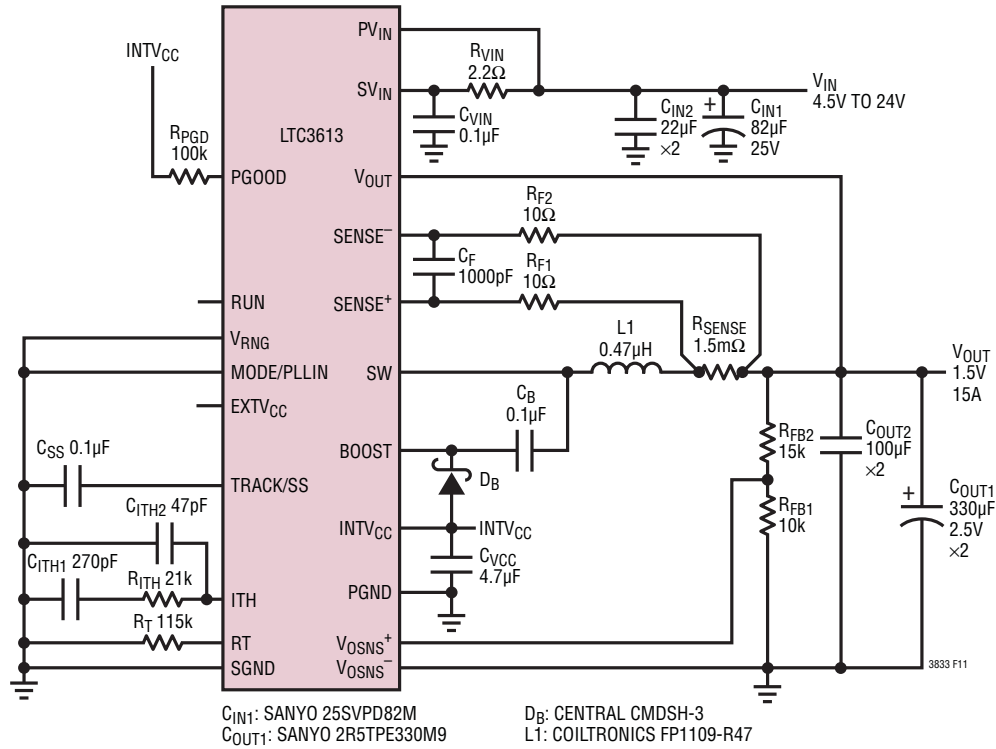 INTVCC
RPGD
100k
PGOOD
RUN
VRNG
MODE/PLLIN
EXTVCC
CSS 0.1µF
TRACK/SS
CITH2 47pF
CITH1 270pF
RITH 21k
ITH
RT 115k
RT
SGND
LTC3613
PVIN
SVIN
VOUT
SENSE–
SENSE+
SW
BOOST
INTVCC
PGND
VOSNS+
VOSNS–
RVIN
2.2Ω
CVIN
0.1µF
CIN2
22µF
×2
CIN1
82µF
25V
+
VIN
4.5V TO 24V
RF2
10Ω
CF
1000pF
RF1
10Ω
L1
0.47µH
RSENSE
1.5mΩ
CB
0.1µF
DB
INTVCC
CVCC
4.7µF
RFB2
15k
RFB1
10k
COUT2
100µF
×2
VOUT
1.5V
15A
+
COUT1
330µF
2.5V
×2
3833 F11
CIN1: SANYO 25SVPD82M
COUT1: SANYO 2R5TPE330M9
DB: CENTRAL CMDSH-3
L1: COILTRONICS FP1109-R47